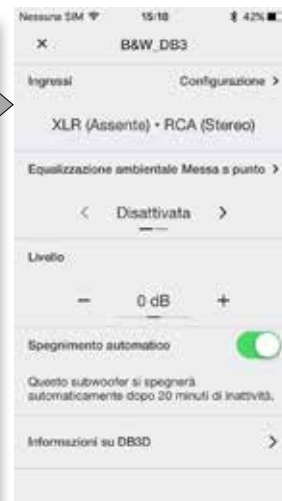 Nessuna SIM 15:18 42%
× B&W_DB3
Ingressi Configurazione >
XLR (Assente) • RCA (Stereo)
Equalizzazione ambientale Messa a punto >
< Disattivata >
Livello
− 0 dB +
Spegnimento automatico
Questo subwoofer si spegnerà
automaticamente dopo 20 minuti di inattività.
Informazioni su DB3D >